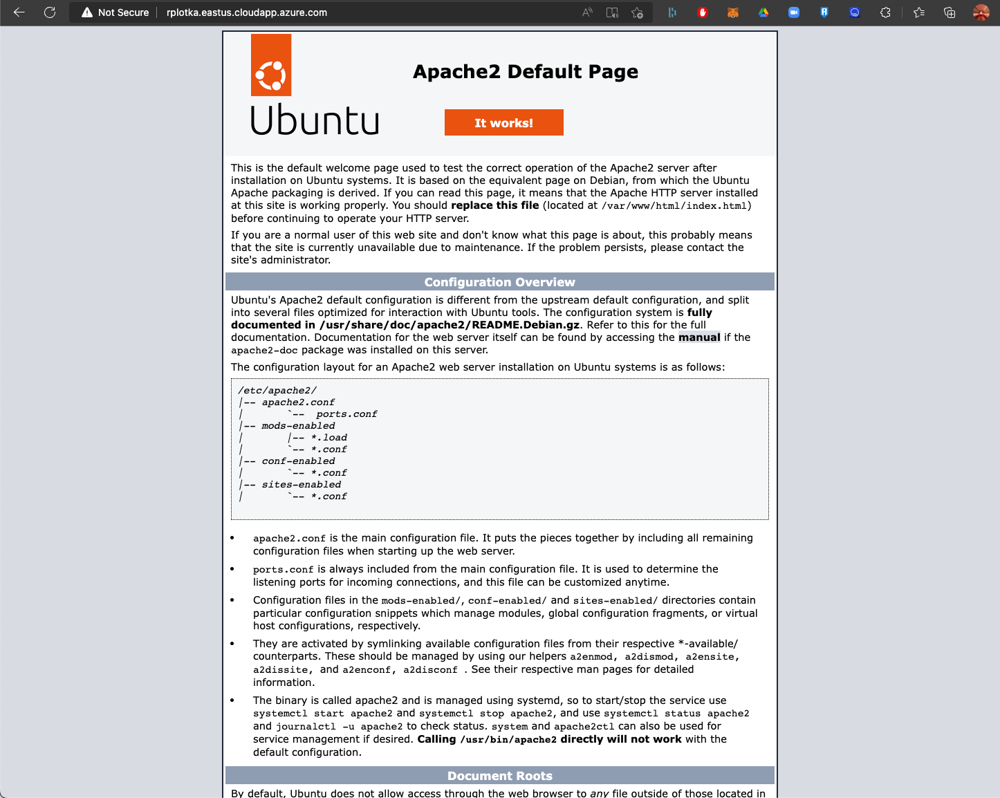 Not Secure rplotka.eastus.cloudapp.azure.com
Apache2 Default Page
Ubuntu
It works!
This is the default welcome page used to test the correct operation of the Apache2 server after
installation on Ubuntu systems. It is based on the equivalent page on Debian, from which the Ubuntu
Apache packaging is derived. If you can read this page, it means that the Apache HTTP server installed
at this site is working properly. You should replace this file (located at /var/www/html/index.html)
before continuing to operate your HTTP server.
If you are a normal user of this web site and don't know what this page is about, this probably means
that the site is currently unavailable due to maintenance. If the problem persists, please contact the
site's administrator.
Configuration Overview
Ubuntu's Apache2 default configuration is different from the upstream default configuration, and split
into several files optimized for interaction with Ubuntu tools. The configuration system is fully
documented in /usr/share/doc/apache2/README.Debian.gz. Refer to this for the full
documentation. Documentation for the web server itself can be found by accessing the manual if the
apache2-doc package was installed on this server.
The configuration layout for an Apache2 web server installation on Ubuntu systems is as follows:
/etc/apache2/
|-- apache2.conf
|       `--  ports.conf
|-- mods-enabled
|       |-- *.load
|       `-- *.conf
|-- conf-enabled
|       `-- *.conf
|-- sites-enabled
|       `-- *.conf
• apache2.conf is the main configuration file. It puts the pieces together by including all remaining
configuration files when starting up the web server.
• ports.conf is always included from the main configuration file. It is used to determine the
listening ports for incoming connections, and this file can be customized anytime.
• Configuration files in the mods-enabled/, conf-enabled/ and sites-enabled/ directories contain
particular configuration snippets which manage modules, global configuration fragments, or virtual
host configurations, respectively.
• They are activated by symlinking available configuration files from their respective *-available/
counterparts. These should be managed by using our helpers a2enmod, a2dismod, a2ensite,
a2dissite, and a2enconf, a2disconf . See their respective man pages for detailed
information.
• The binary is called apache2 and is managed using systemd, so to start/stop the service use
systemctl start apache2 and systemctl stop apache2, and use systemctl status apache2
and journalctl -u apache2 to check status. system and apache2ctl can also be used for
service management if desired. Calling /usr/bin/apache2 directly will not work with the
default configuration.
Document Roots
By default, Ubuntu does not allow access through the web browser to any file outside of those located in